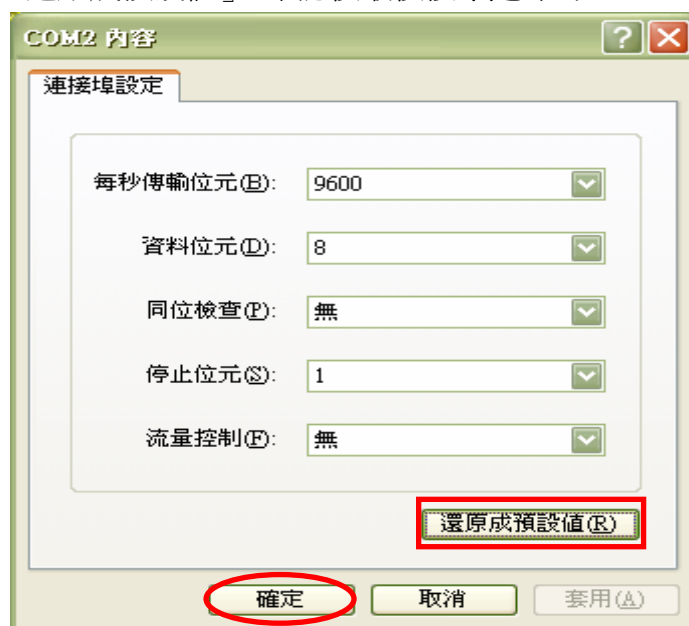 COM2 內容
連接埠設定
每秒傳輸位元(B): 9600
資料位元(D): 8
同位檢查(P): 無
停止位元(S): 1
流量控制(F): 無
還原成預設値(R)
確定 取消 套用(A)